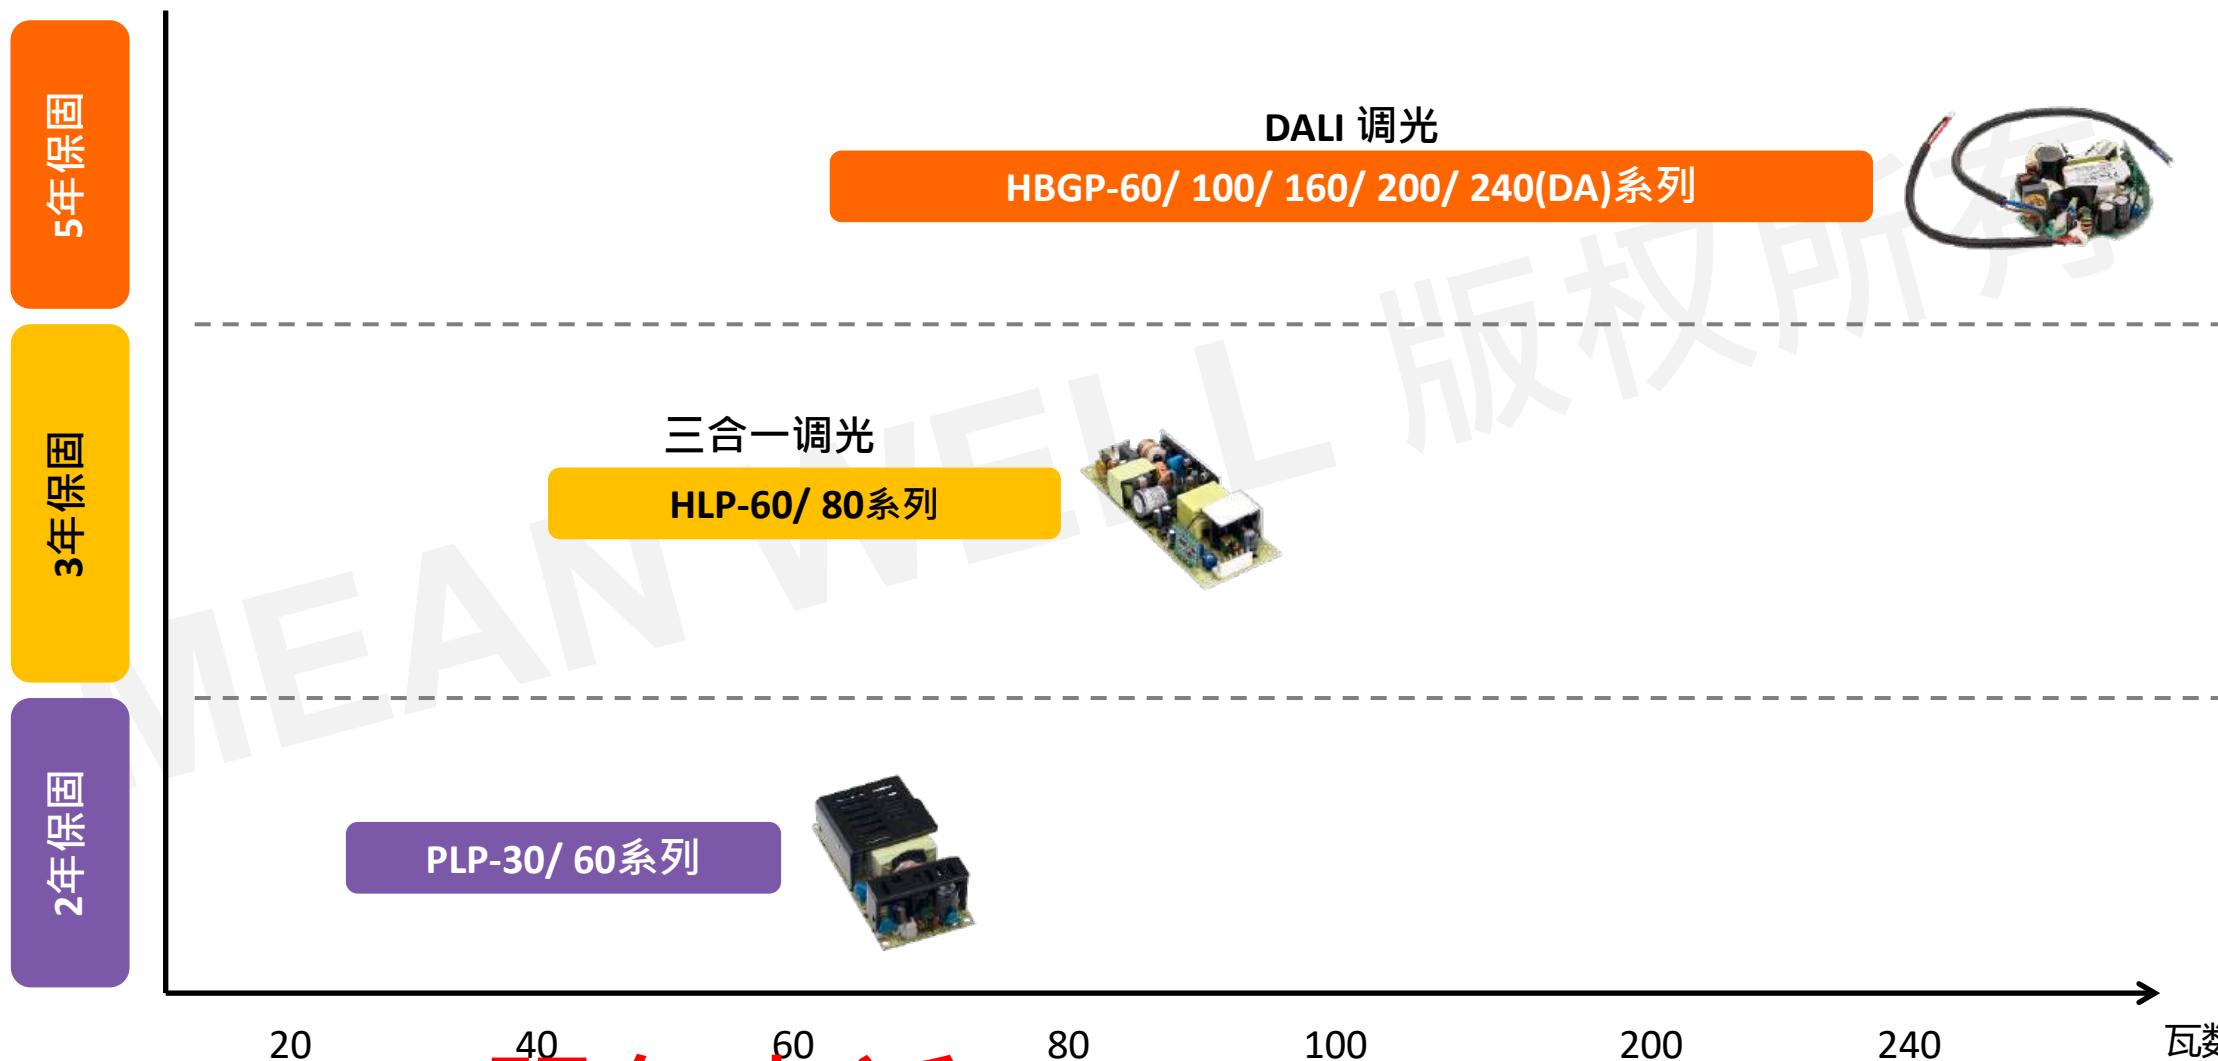 5年保固
DALI 调光
HBGP-60/ 100/ 160/ 200/ 240(DA)系列
3年保固
三合一调光
HLP-60/ 80系列
2年保固
PLP-30/ 60系列
MEAN WELL 版权所有
20 40 60 80 100 200 240 瓦数